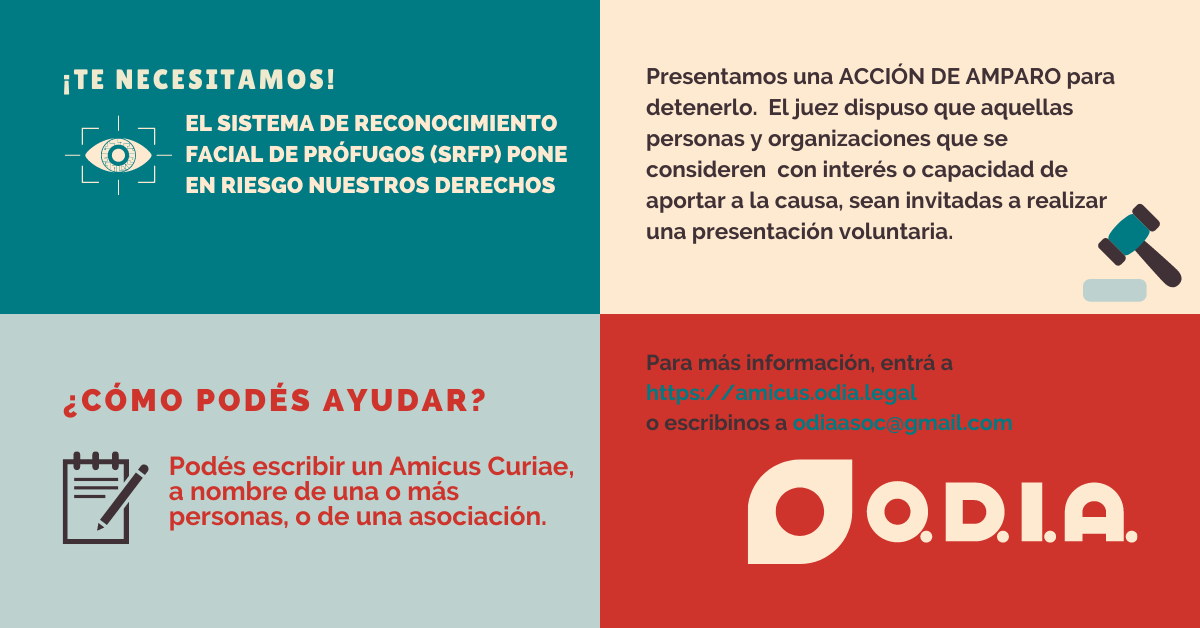 ¡TE NECESITAMOS!
EL SISTEMA DE RECONOCIMIENTO
FACIAL DE PRÓFUGOS (SRFP) PONE
EN RIESGO NUESTROS DERECHOS
Presentamos una ACCIÓN DE AMPARO para
detenerlo.  El juez dispuso que aquellas
personas y organizaciones que se
consideren  con interés o capacidad de
aportar a la causa, sean invitadas a realizar
una presentación voluntaria.
¿CÓMO PODÉS AYUDAR?
Podés escribir un Amicus Curiae,
a nombre de una o más
personas, o de una asociación.
Para más información, entrá a
https://amicus.odia.legal
o escribinos a odiaasoc@gmail.com
O.D.I.A.